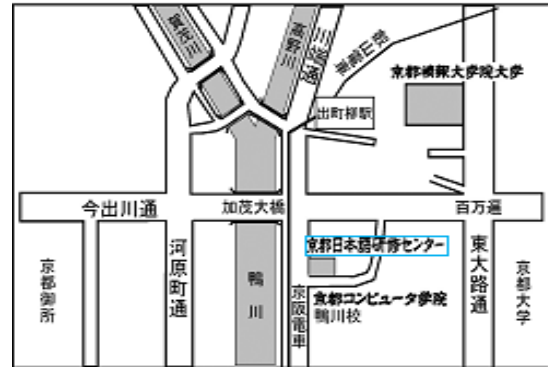 賀茂川
高野川
川端通
叡山電車
京都情報大学院大学
出町柳駅
今出川通
加茂大橋
百万遍
京都日本語研修センター
京都御所
河原町通
鴨川
京阪電車
京都コンピュータ学院
鴨川校
東大路通
京都大学